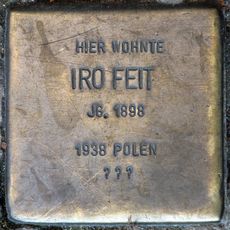 HIER WOHNTE
IRO FEIT
JG. 1898
1938 POLEN
???